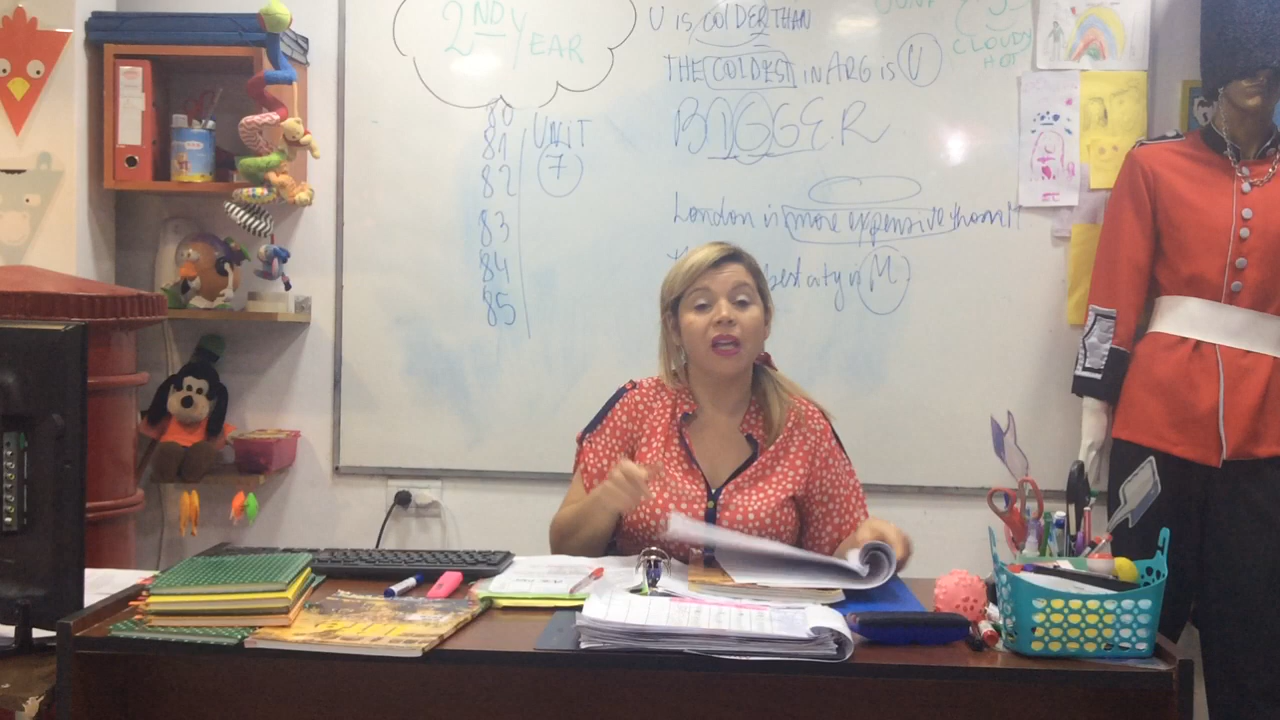 2ND YEAR
80
81
82
83
84
85
UNIT
7
U IS COLDER THAN
THE COLDEST IN ARG IS U
BIGGER
London is more expensive than M
city is M
CLOUDY
HOT